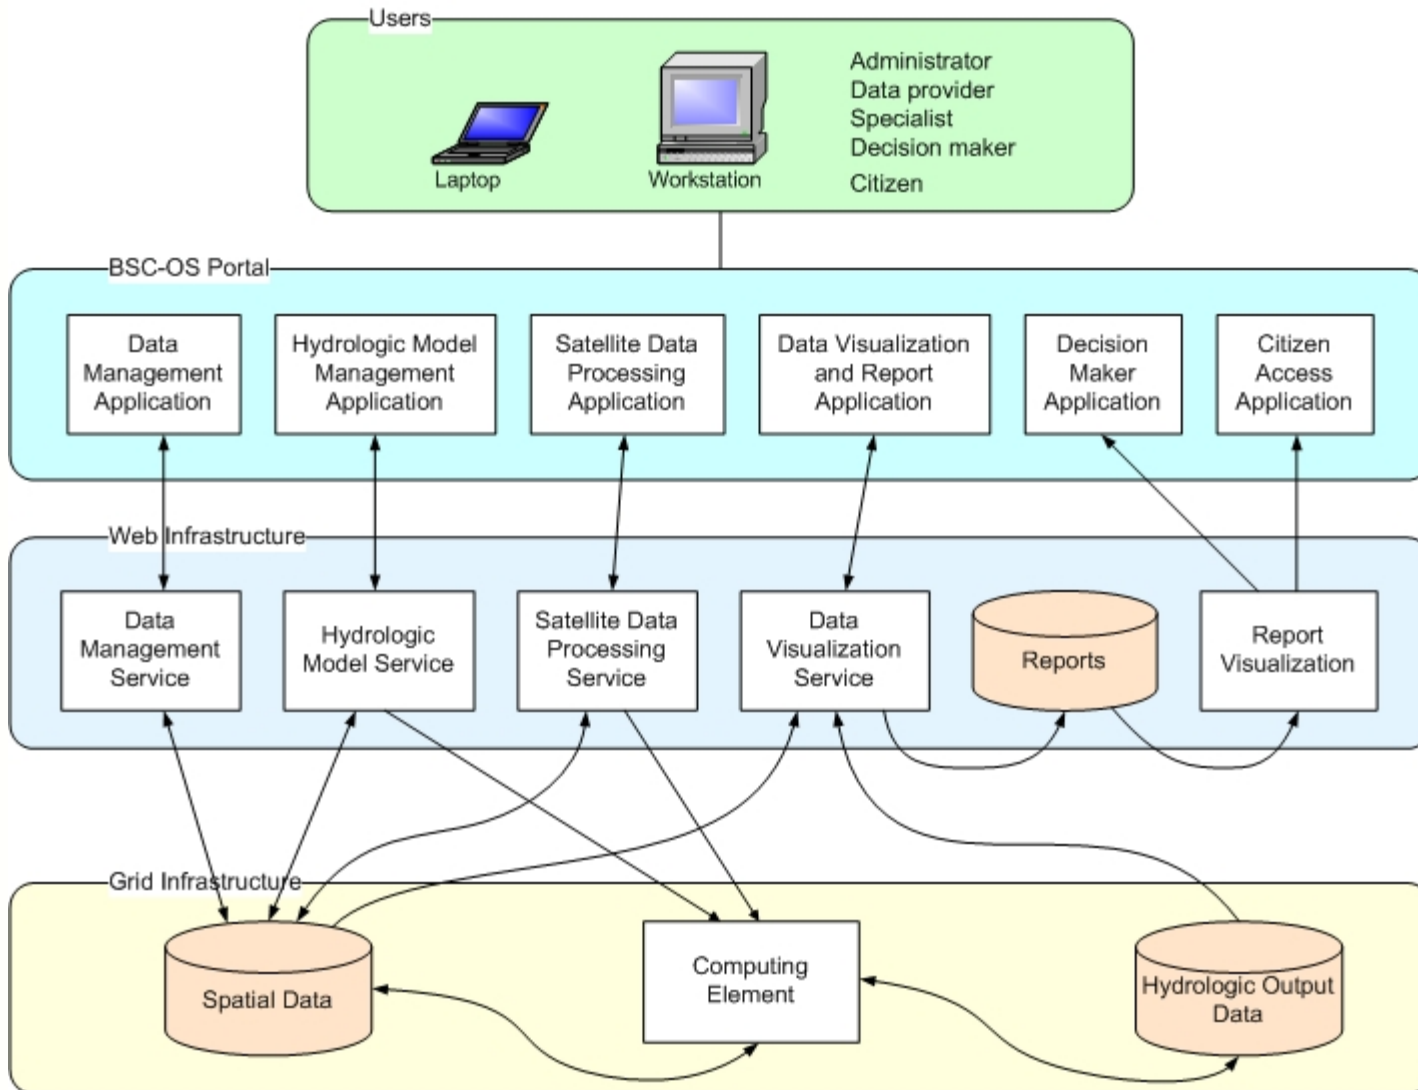 Users
Administrator
Data provider
Specialist
Decision maker
Citizen
Laptop
Workstation
BSC-OS Portal
Data
Management
Application
Hydrologic Model
Management
Application
Satellite Data
Processing
Application
Data Visualization
and Report
Application
Decision
Maker
Application
Citizen
Access
Application
Web Infrastructure
Data
Management
Service
Hydrologic
Model Service
Satellite Data
Processing
Service
Data
Visualization
Service
Reports
Report
Visualization
Grid Infrastructure
Spatial Data
Computing
Element
Hydrologic Output
Data